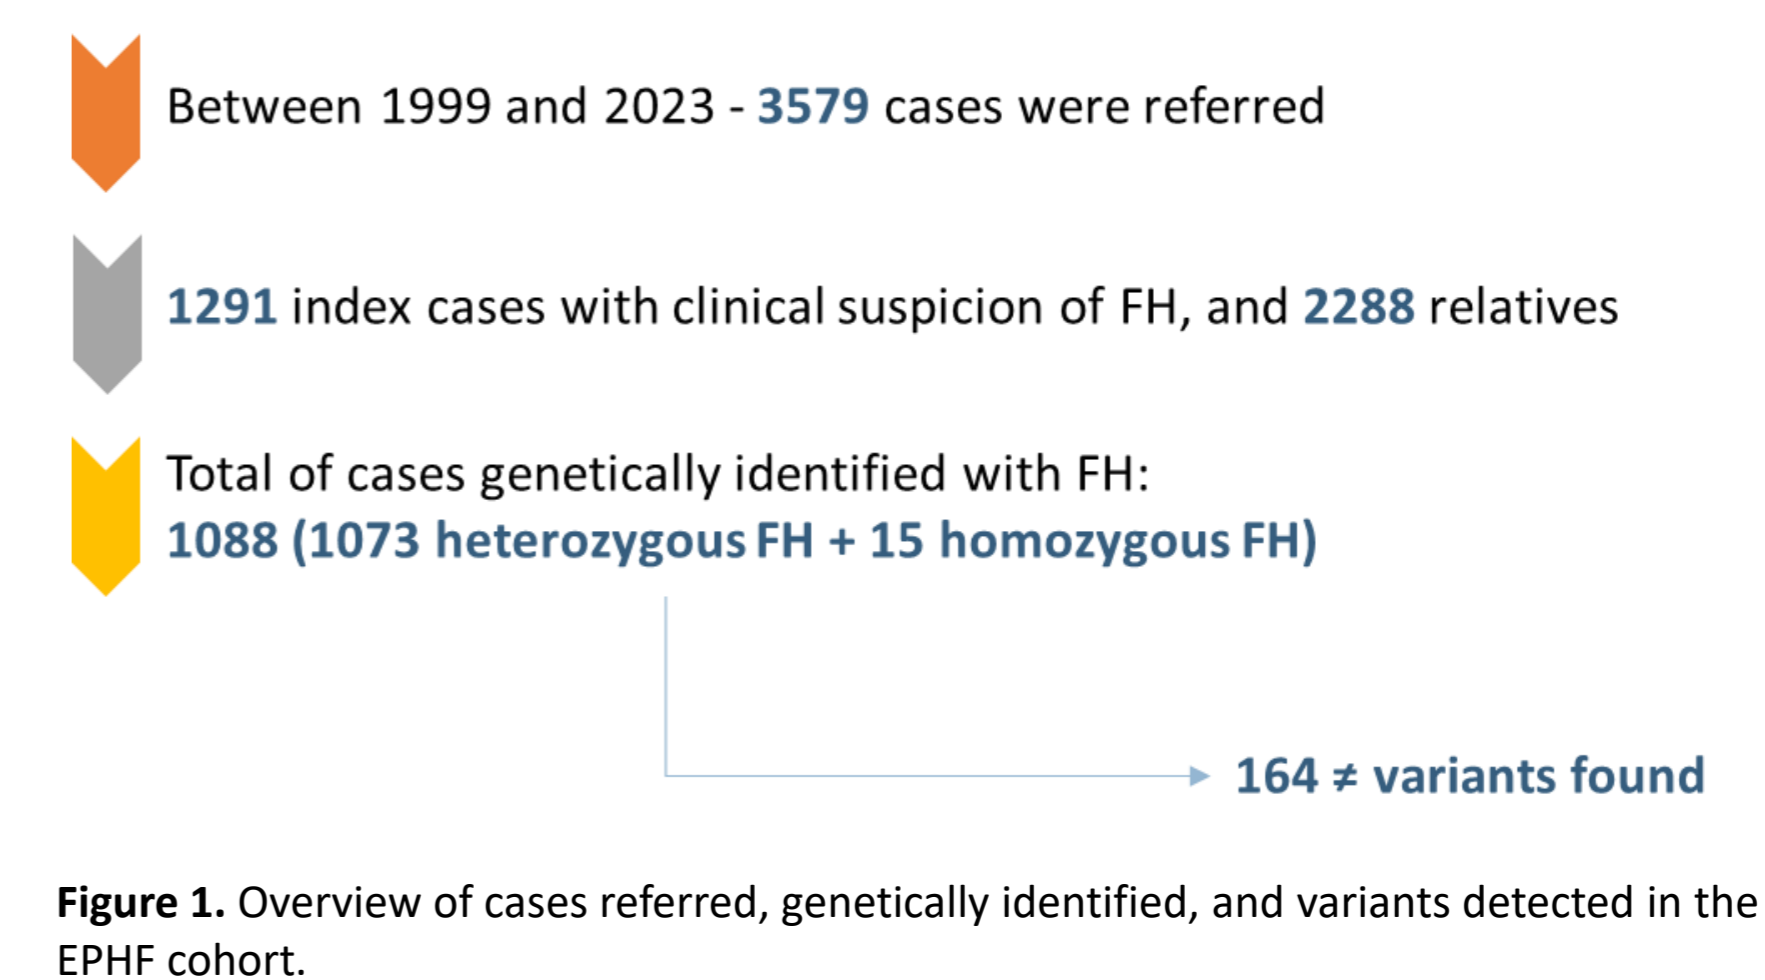 Between 1999 and 2023 - 3579 cases were referred
1291 index cases with clinical suspicion of FH, and 2288 relatives
Total of cases genetically identified with FH:
1088 (1073 heterozygous FH + 15 homozygous FH)
164 ≠ variants found
Figure 1. Overview of cases referred, genetically identified, and variants detected in the
EPHF cohort.